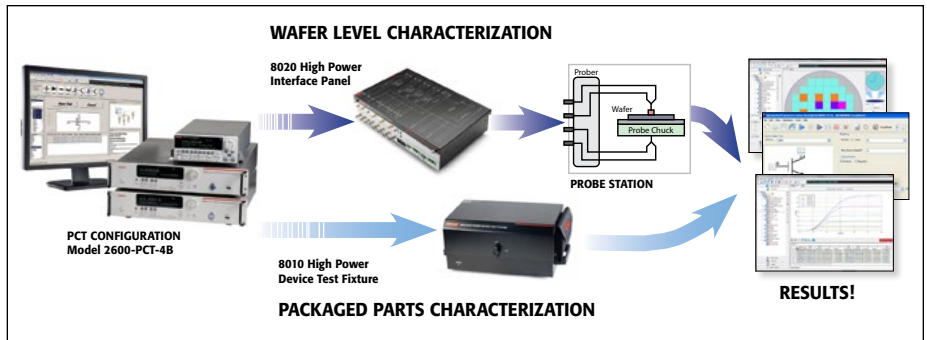 WAFER LEVEL CHARACTERIZATION
8020 High Power
Interface Panel
Prober
Wafer
Probe Chuck
PROBE STATION
PCT CONFIGURATION
Model 2600-PCT-4B
8010 High Power
Device Test Fixture
RESULTS!
PACKAGED PARTS CHARACTERIZATION